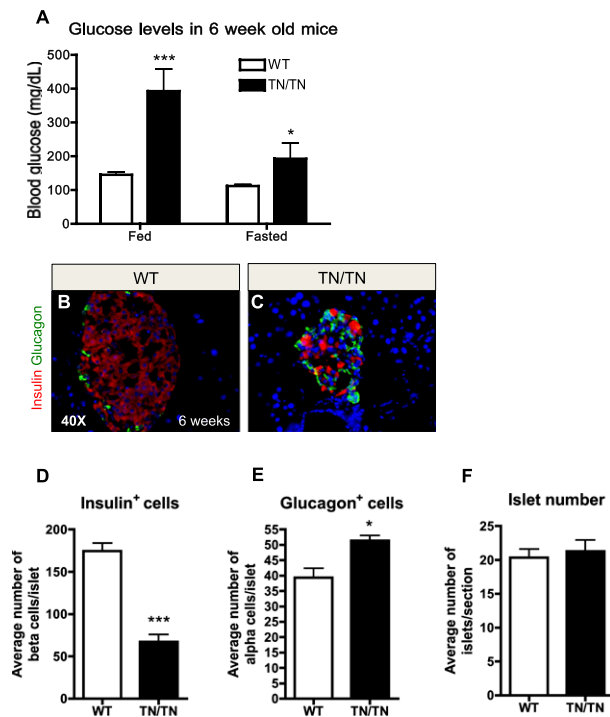 A
Glucose levels in 6 week old mice
Blood glucose (mg/dL)
500
400
300
200
100
0
***
*
WT
TN/TN
Fed
Fasted
WT
TN/TN
Insulin Glucagon
B
40X
6 weeks
C
D
Insulin+ cells
Average number of
beta cells/islet
200
150
100
50
0
***
WT
TN/TN
E
Glucagon+ cells
Average number of
alpha cells/islet
55
50
45
40
35
30
25
20
15
10
5
0
*
WT
TN/TN
F
Islet number
Average number of
islets/section
25
20
15
10
5
0
WT
TN/TN